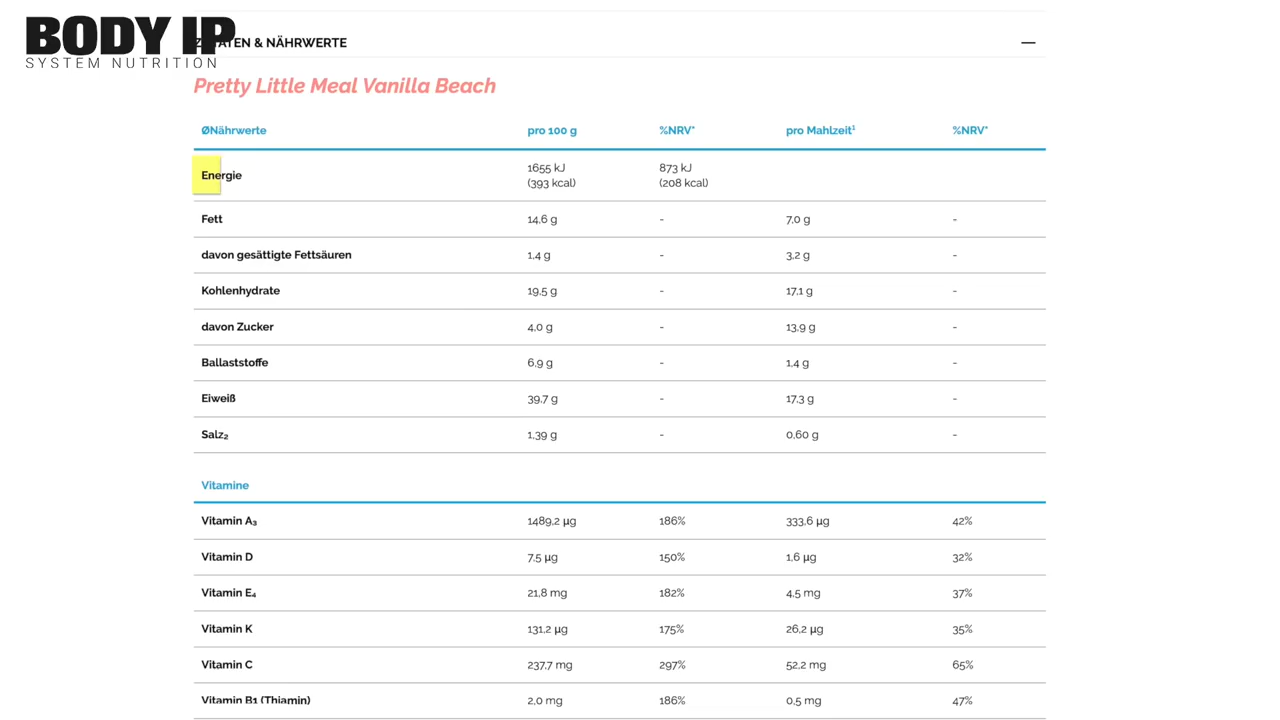 BODY IP
SYSTEM NUTRITION
ZUTATEN & NÄHRWERTE
Pretty Little Meal Vanilla Beach
ØNährwerte pro 100 g %NRV* pro Mahlzeit¹ %NRV*
Energie 1655 kJ (393 kcal) 873 kJ (208 kcal)
Fett 14,6 g - 7,0 g -
davon gesättigte Fettsäuren 1,4 g - 3,2 g -
Kohlenhydrate 19,5 g - 17,1 g -
davon Zucker 4,0 g - 13,9 g -
Ballaststoffe 6,9 g - 1,4 g -
Eiweiß 39,7 g - 17,3 g -
Salz₂ 1,39 g - 0,60 g -
Vitamine
Vitamin A₃ 1489,2 µg 186% 333,6 µg 42%
Vitamin D 7,5 µg 150% 1,6 µg 32%
Vitamin E₄ 21,8 mg 182% 4,5 mg 37%
Vitamin K 131,2 µg 175% 26,2 µg 35%
Vitamin C 237,7 mg 297% 52,2 mg 65%
Vitamin B1 (Thiamin) 2,0 mg 186% 0,5 mg 47%